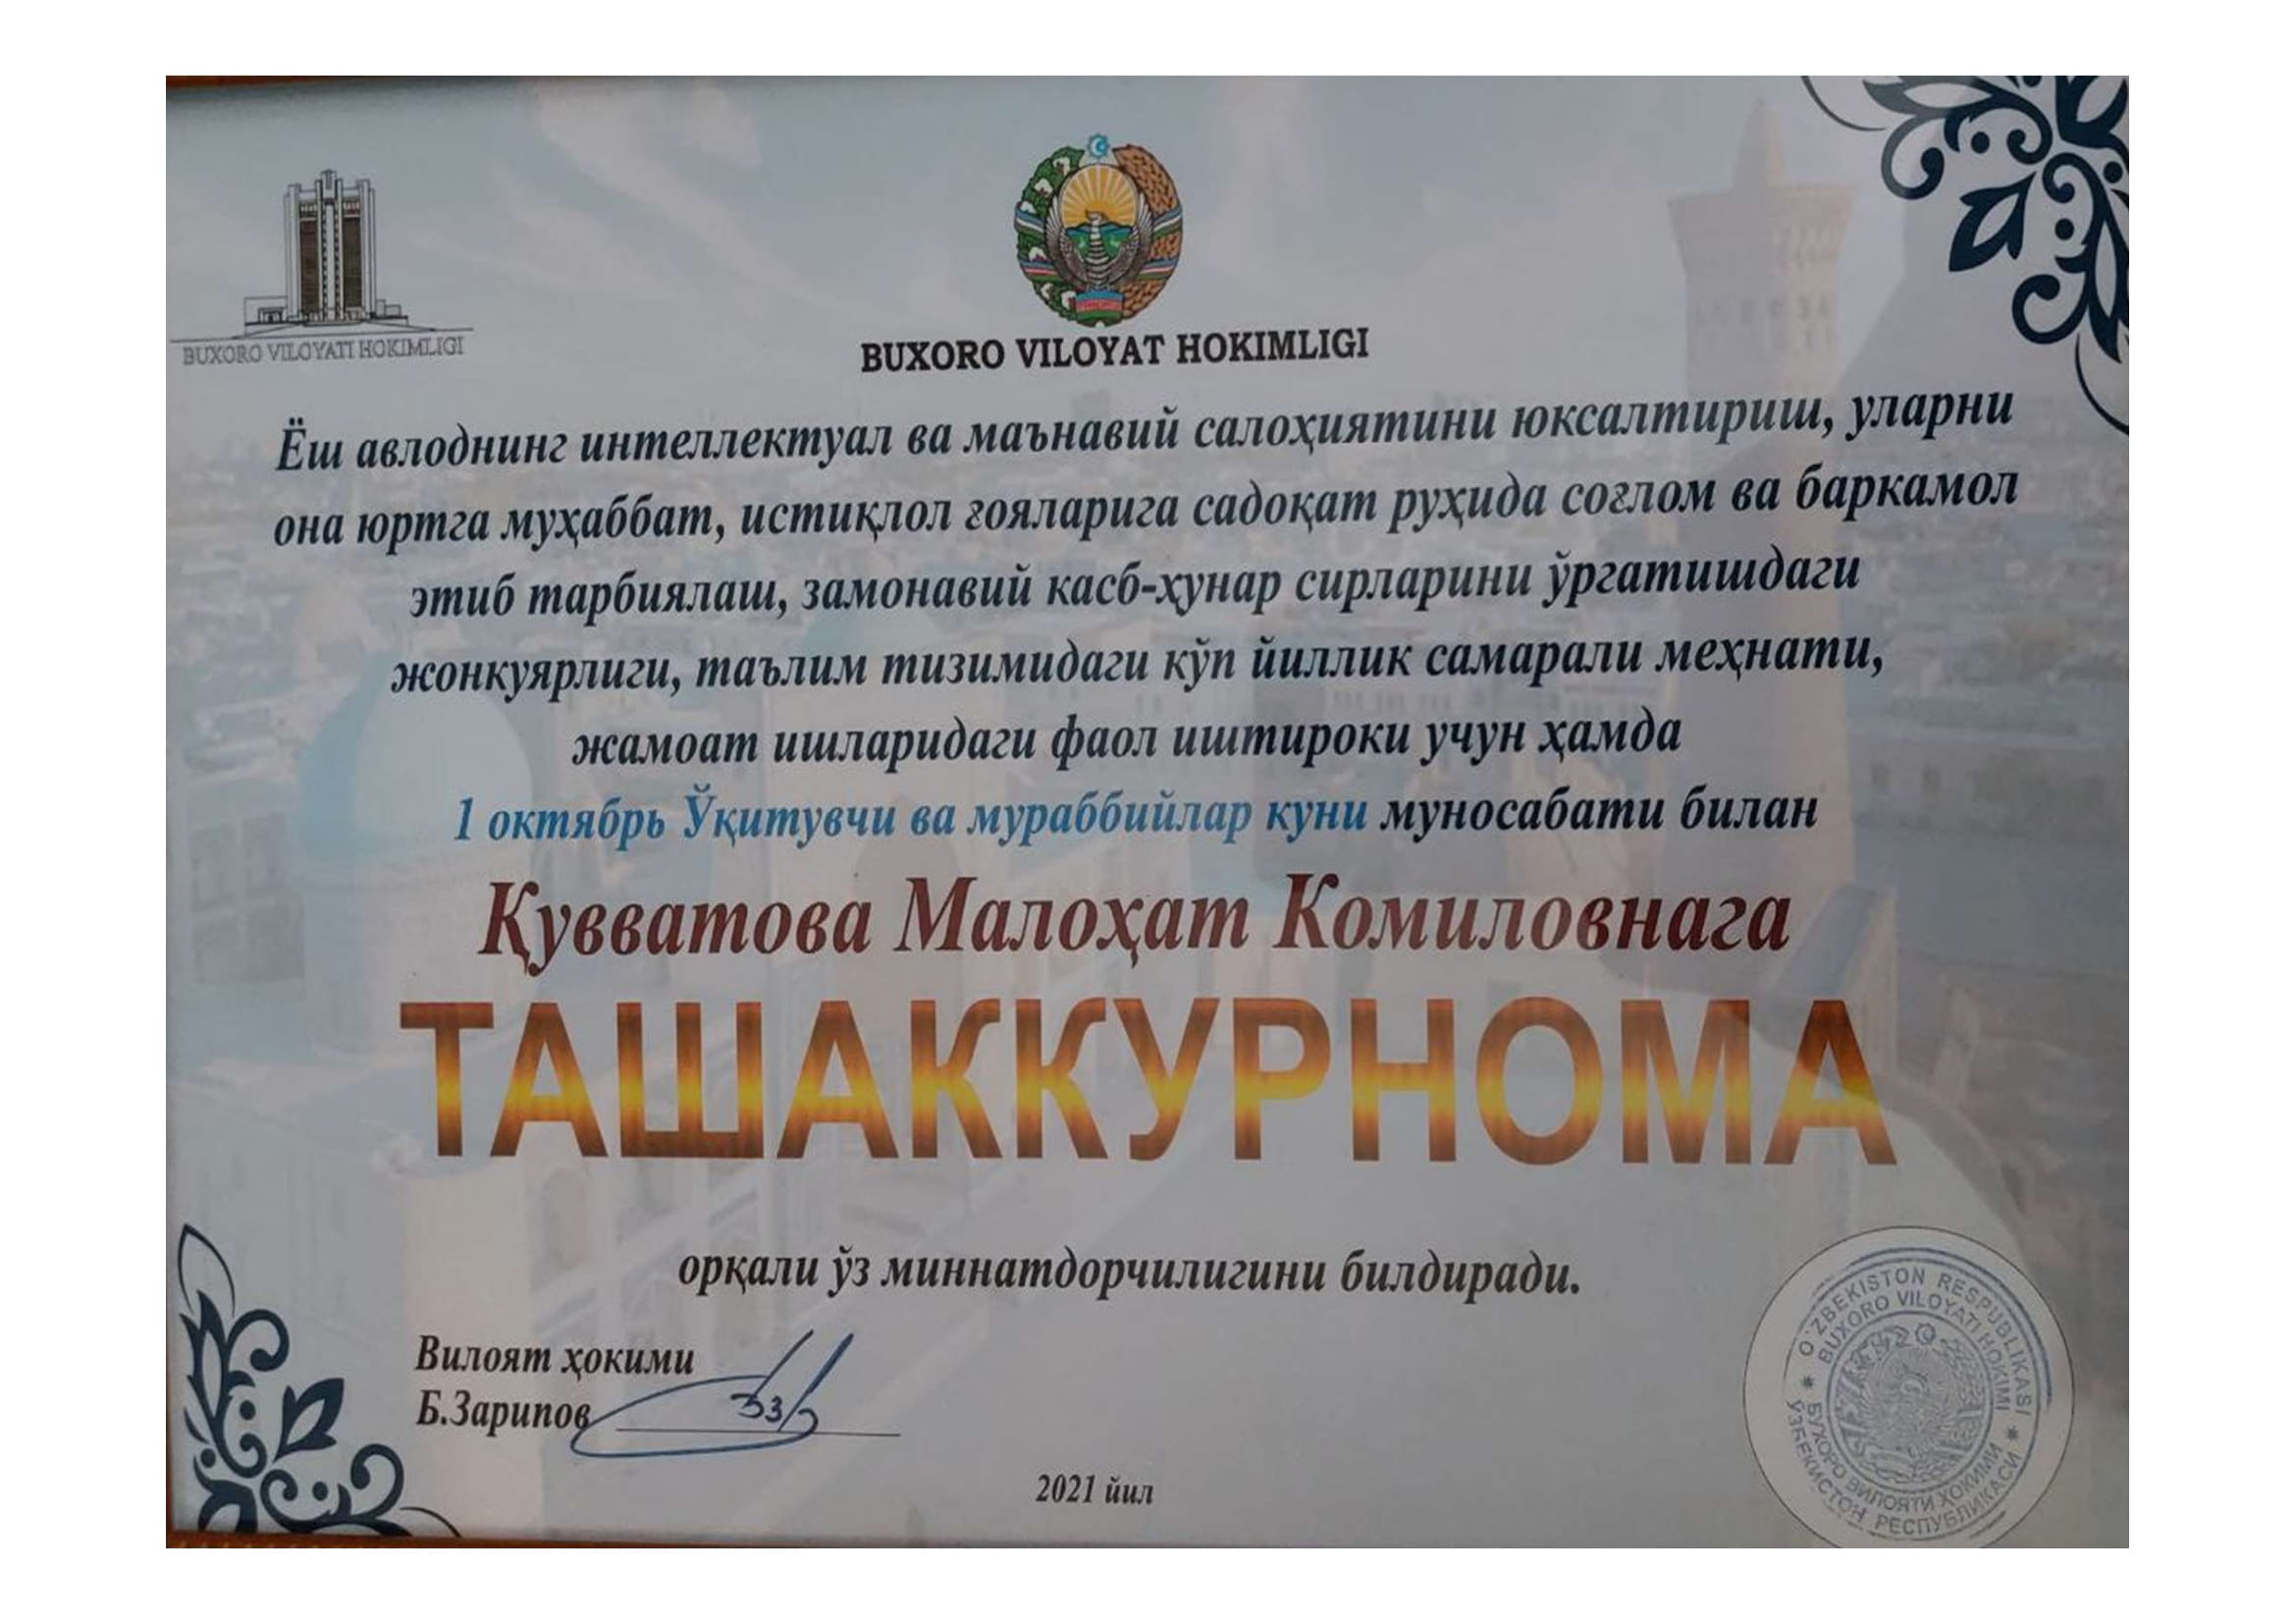 BUXORO VILOYATI HOKIMLIGI
BUXORO VILOYAT HOKIMLIGI
Ёш авлоднинг интеллектуал ва маънавий салоҳиятини юксалтириш, уларни
она юртга муҳаббат, истиқлол ғояларига садоқат руҳида соғлом ва баркамол
этиб тарбиялаш, замонавий касб-ҳунар сирларини ўргатишдаги
жонкуярлиги, таълим тизимидаги кўп йиллик самарали меҳнати,
жамоат ишларидаги фаол иштироки учун ҳамда
1 октябрь Ўқитувчи ва мураббийлар куни муносабати билан
Қувватова Малоҳат Комиловнага
ТАШАККУРНОМА
орқали ўз миннатдорчилигини билдиради.
Вилоят ҳокими
Б.Зарипов
2021 йил
O'ZBEKISTON RESPUBLIKASI
BUXORO VILOYATI HOKIMI
БУХОРО ВИЛОЯТИ ҲОКИМИ
ЎЗБЕКИСТОН РЕСПУБЛИКАСИ